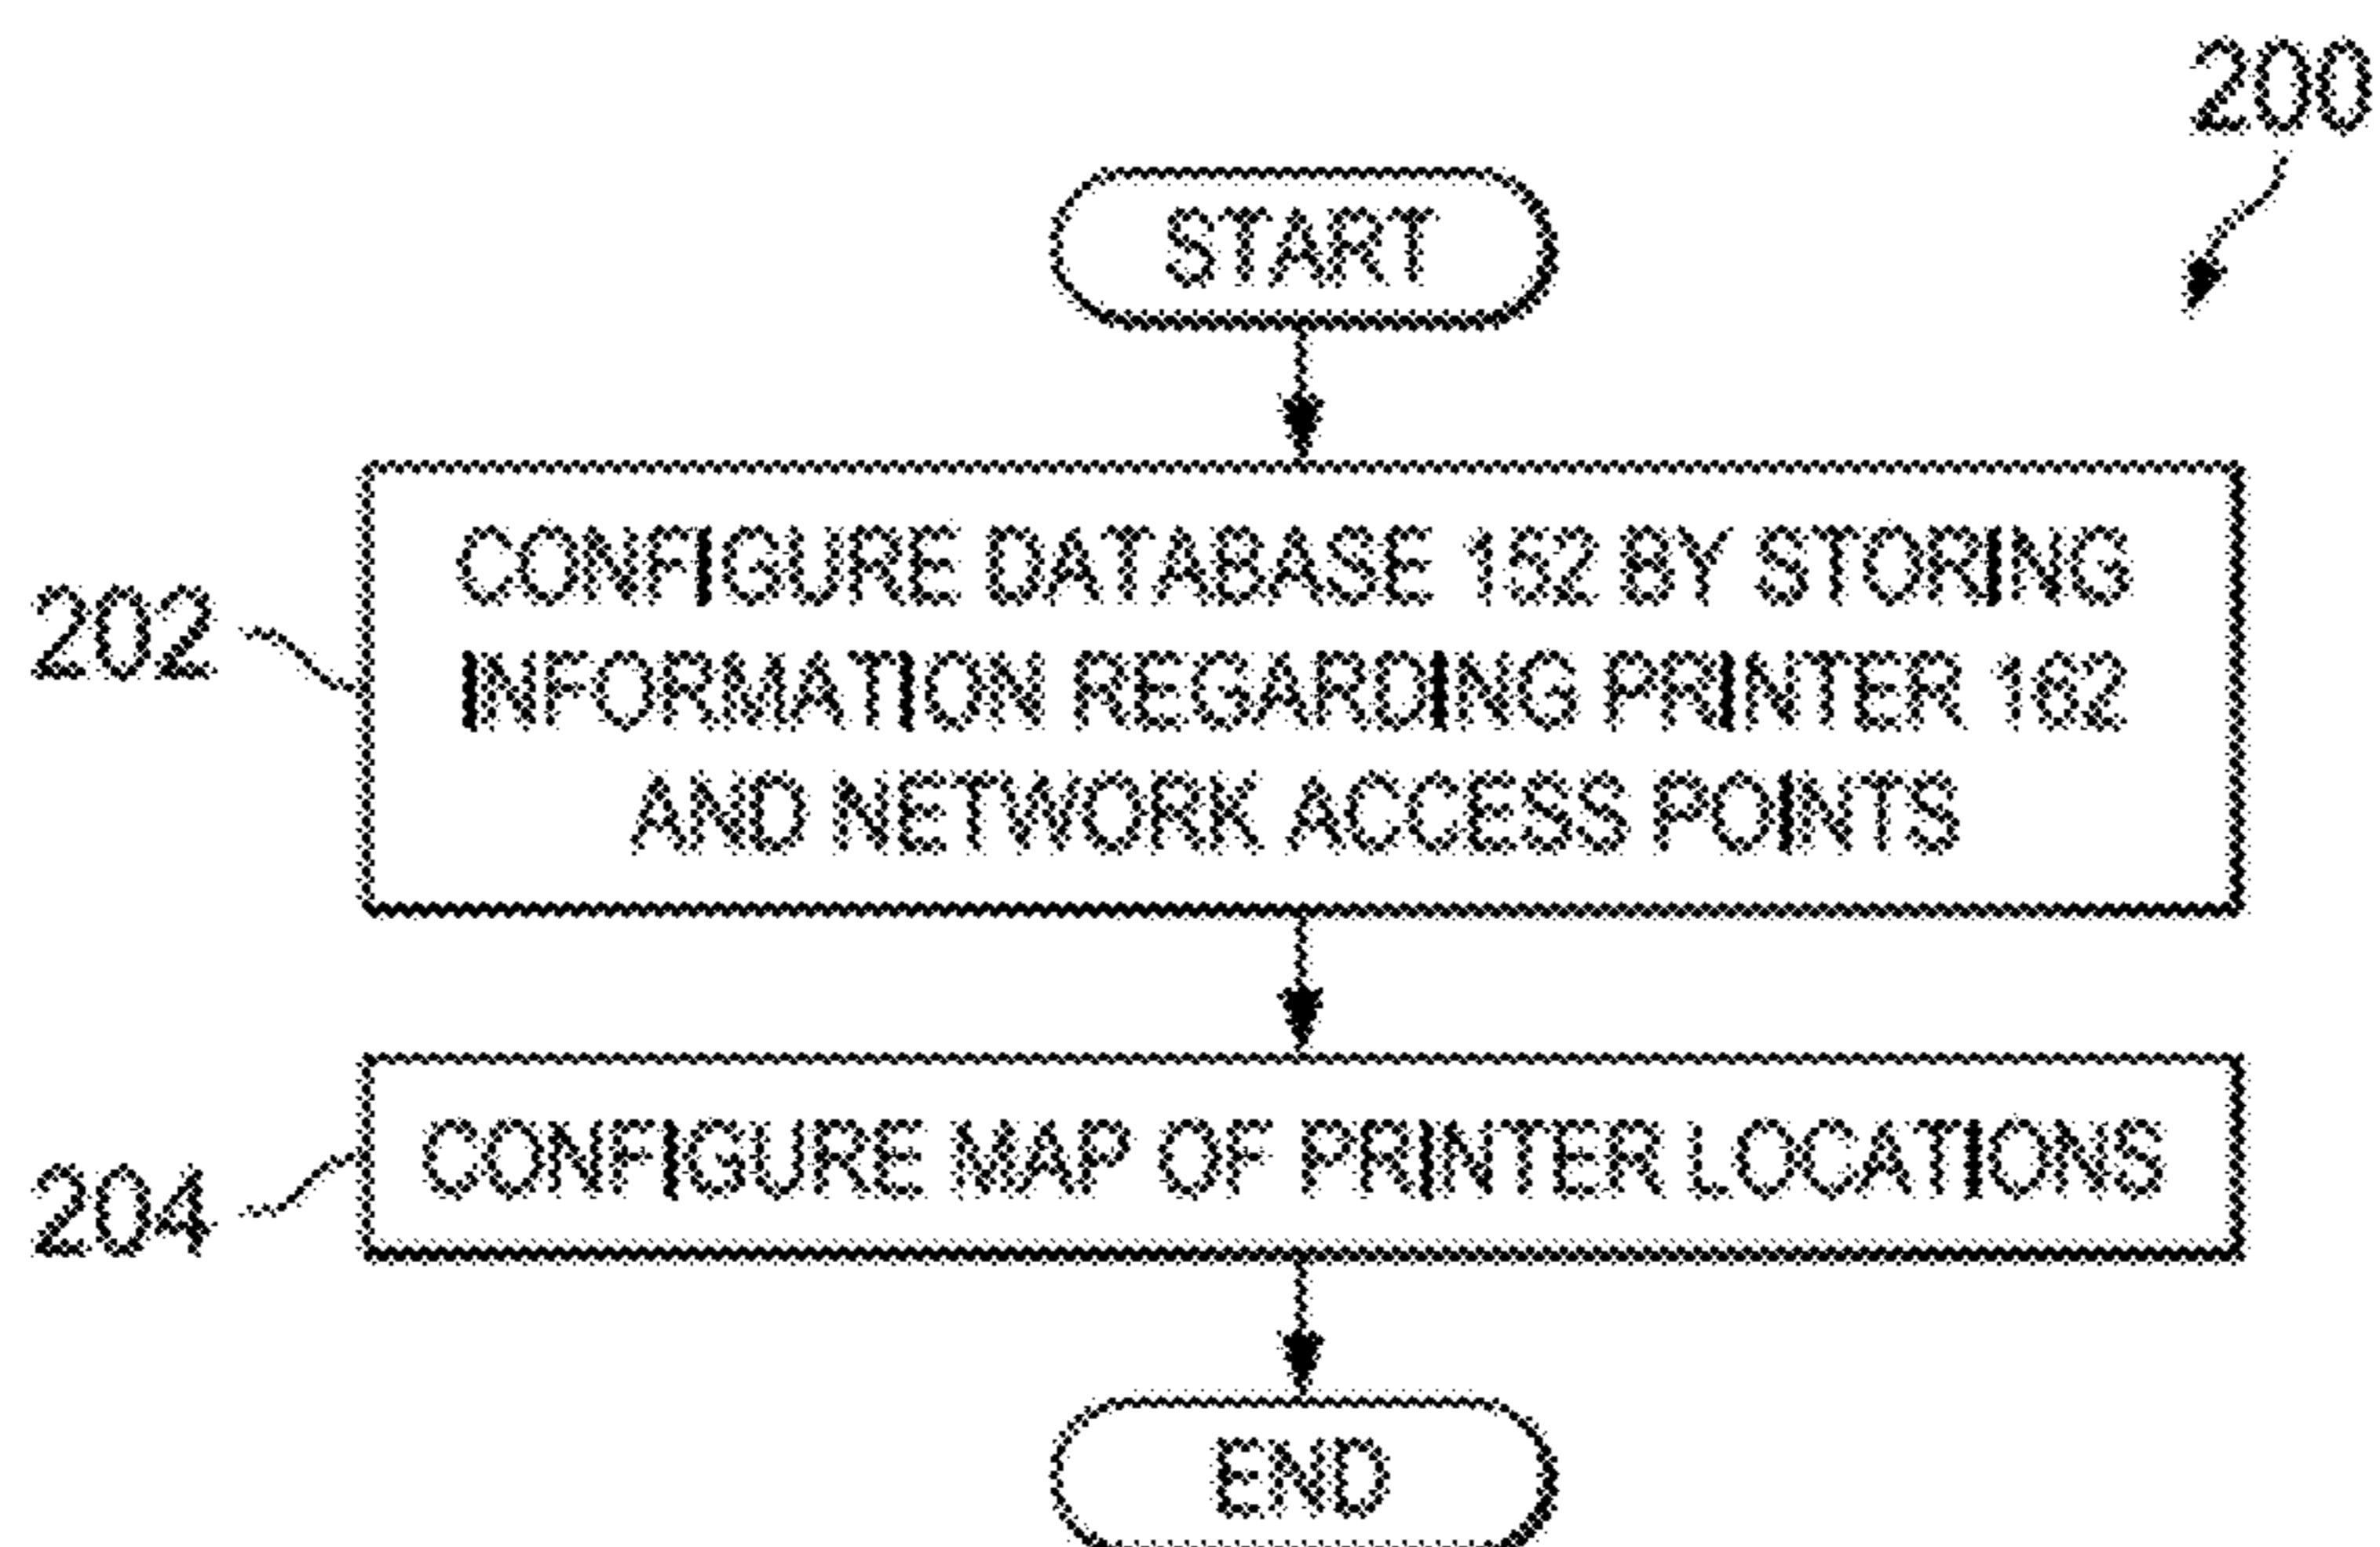 200
START
202
CONFIGURE DATABASE 152 BY STORING
INFORMATION REGARDING PRINTER 162
AND NETWORK ACCESS POINTS
204
CONFIGURE MAP OF PRINTER LOCATIONS
END